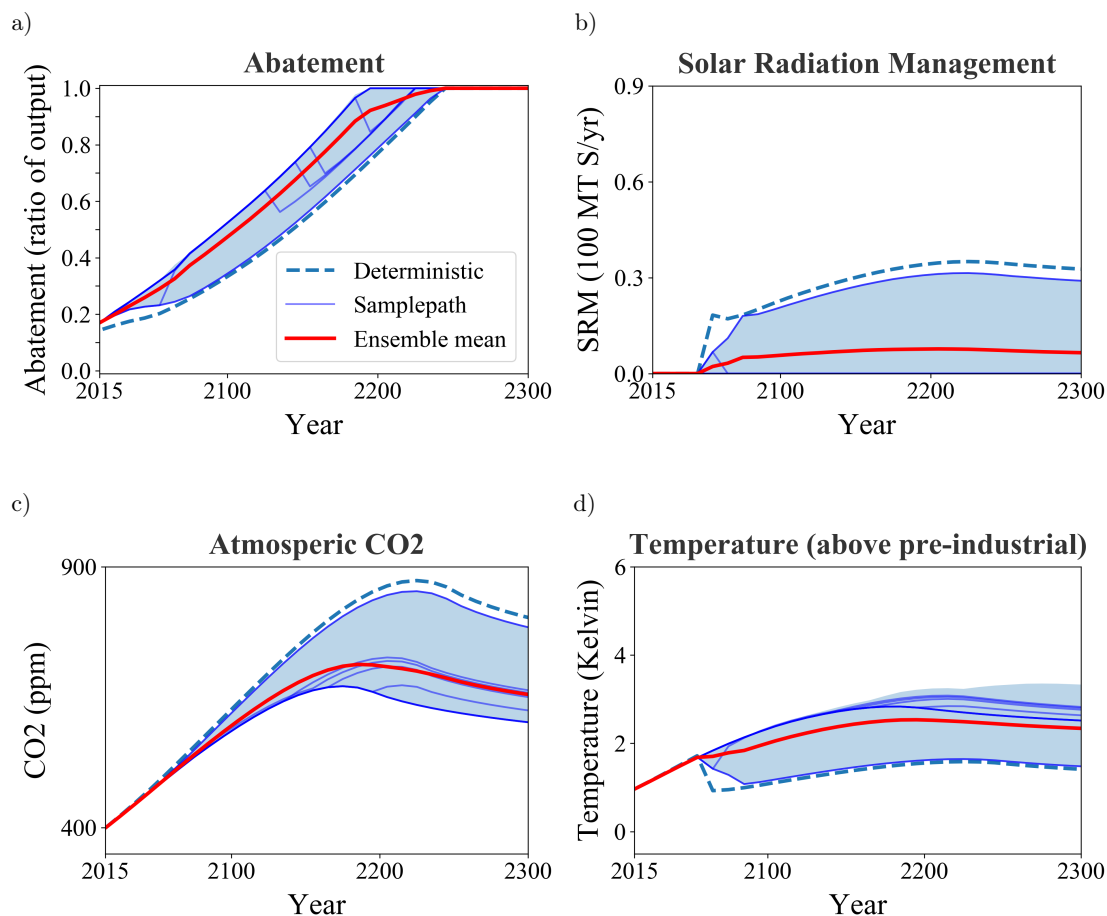 a)
Abatement
Abatement (ratio of output)
1.0
0.8
0.6
0.4
0.2
0.0
Deterministic
Samplepath
Ensemble mean
2015
2100
2200
2300
Year
b)
Solar Radiation Management
SRM (100 MT S/yr)
0.9
0.6
0.3
0.0
2015
2100
2200
2300
Year
c)
Atmosperic CO2
CO2 (ppm)
900
400
2015
2100
2200
2300
Year
d)
Temperature (above pre-industrial)
Temperature (Kelvin)
6
4
2
0
2015
2100
2200
2300
Year